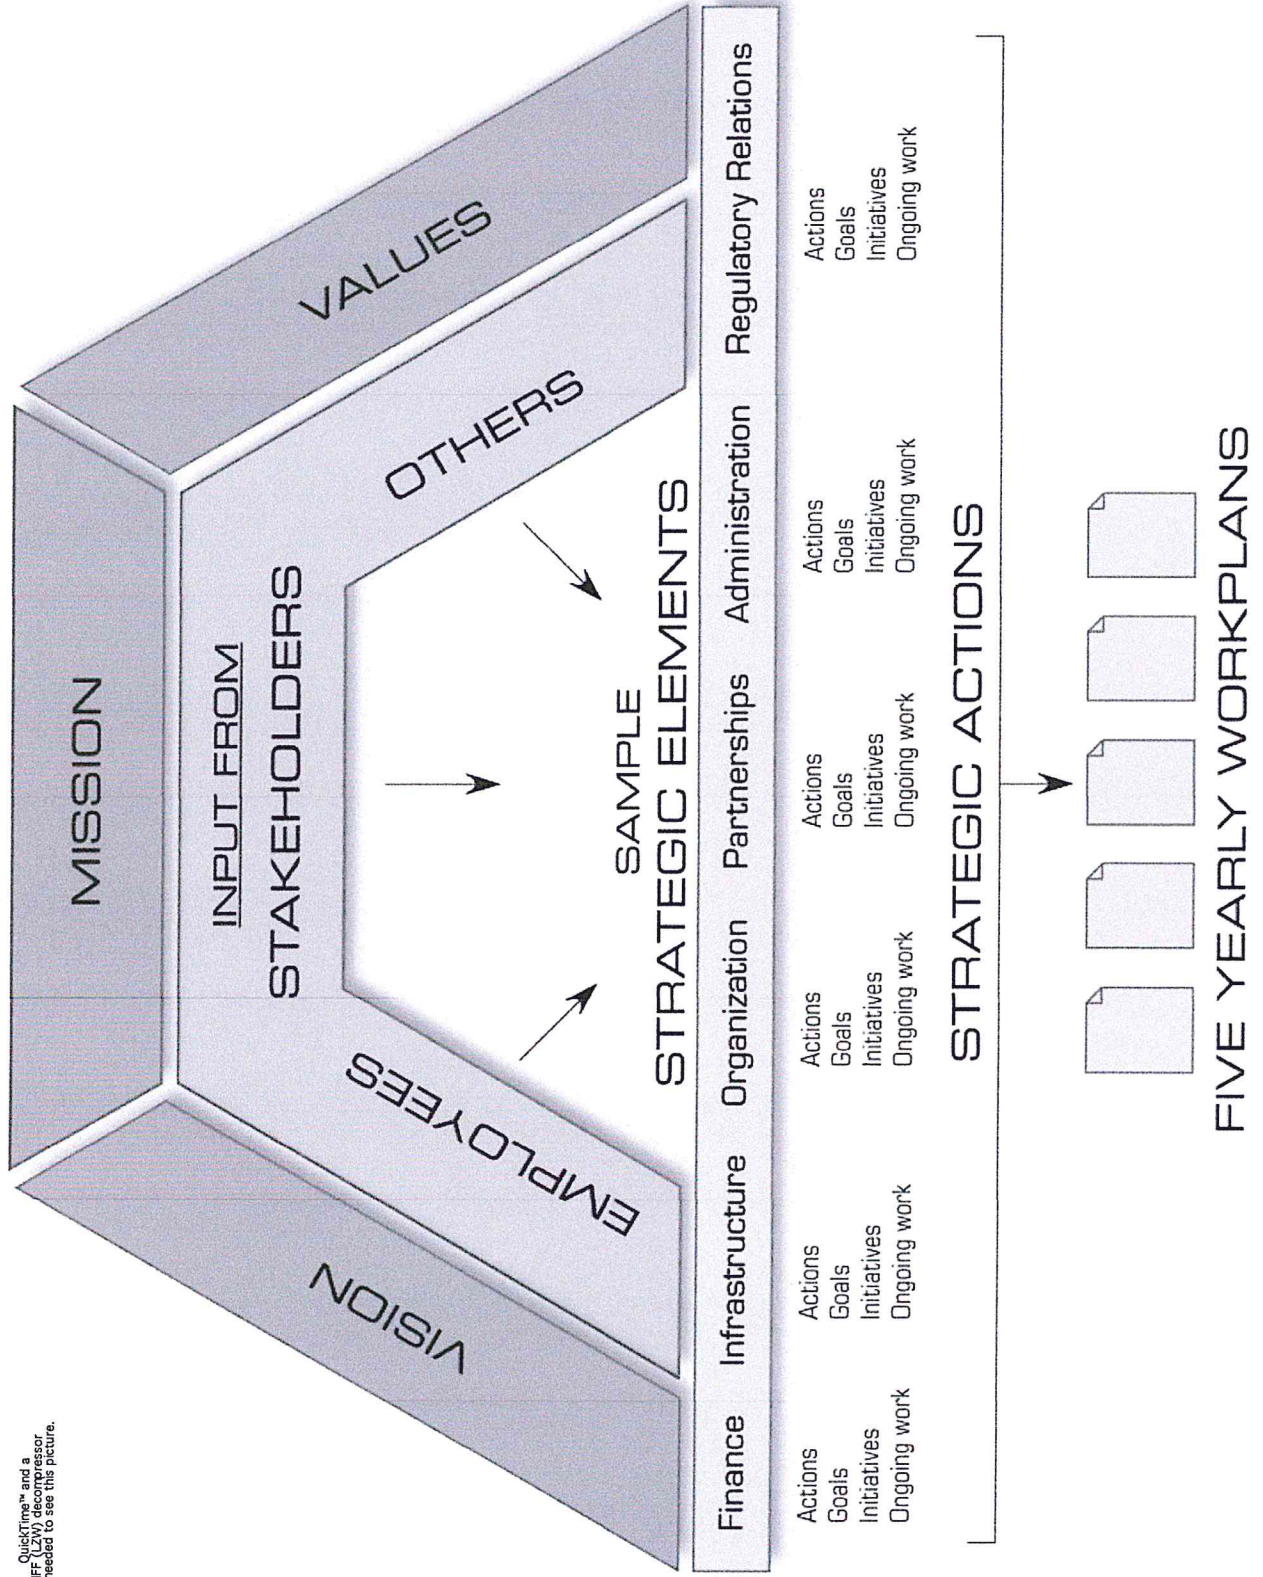 QuickTime™ and a
IFF (LZW) decompressor
needed to see this picture.
MISSION
VISION
VALUES
INPUT FROM
STAKEHOLDERS
EMPLOYEES
OTHERS
SAMPLE
STRATEGIC ELEMENTS
Finance Infrastructure Organization Partnerships Administration Regulatory Relations
Actions
Goals
Initiatives
Ongoing work
Actions
Goals
Initiatives
Ongoing work
Actions
Goals
Initiatives
Ongoing work
Actions
Goals
Initiatives
Ongoing work
Actions
Goals
Initiatives
Ongoing work
Actions
Goals
Initiatives
Ongoing work
STRATEGIC ACTIONS
FIVE YEARLY WORKPLANS